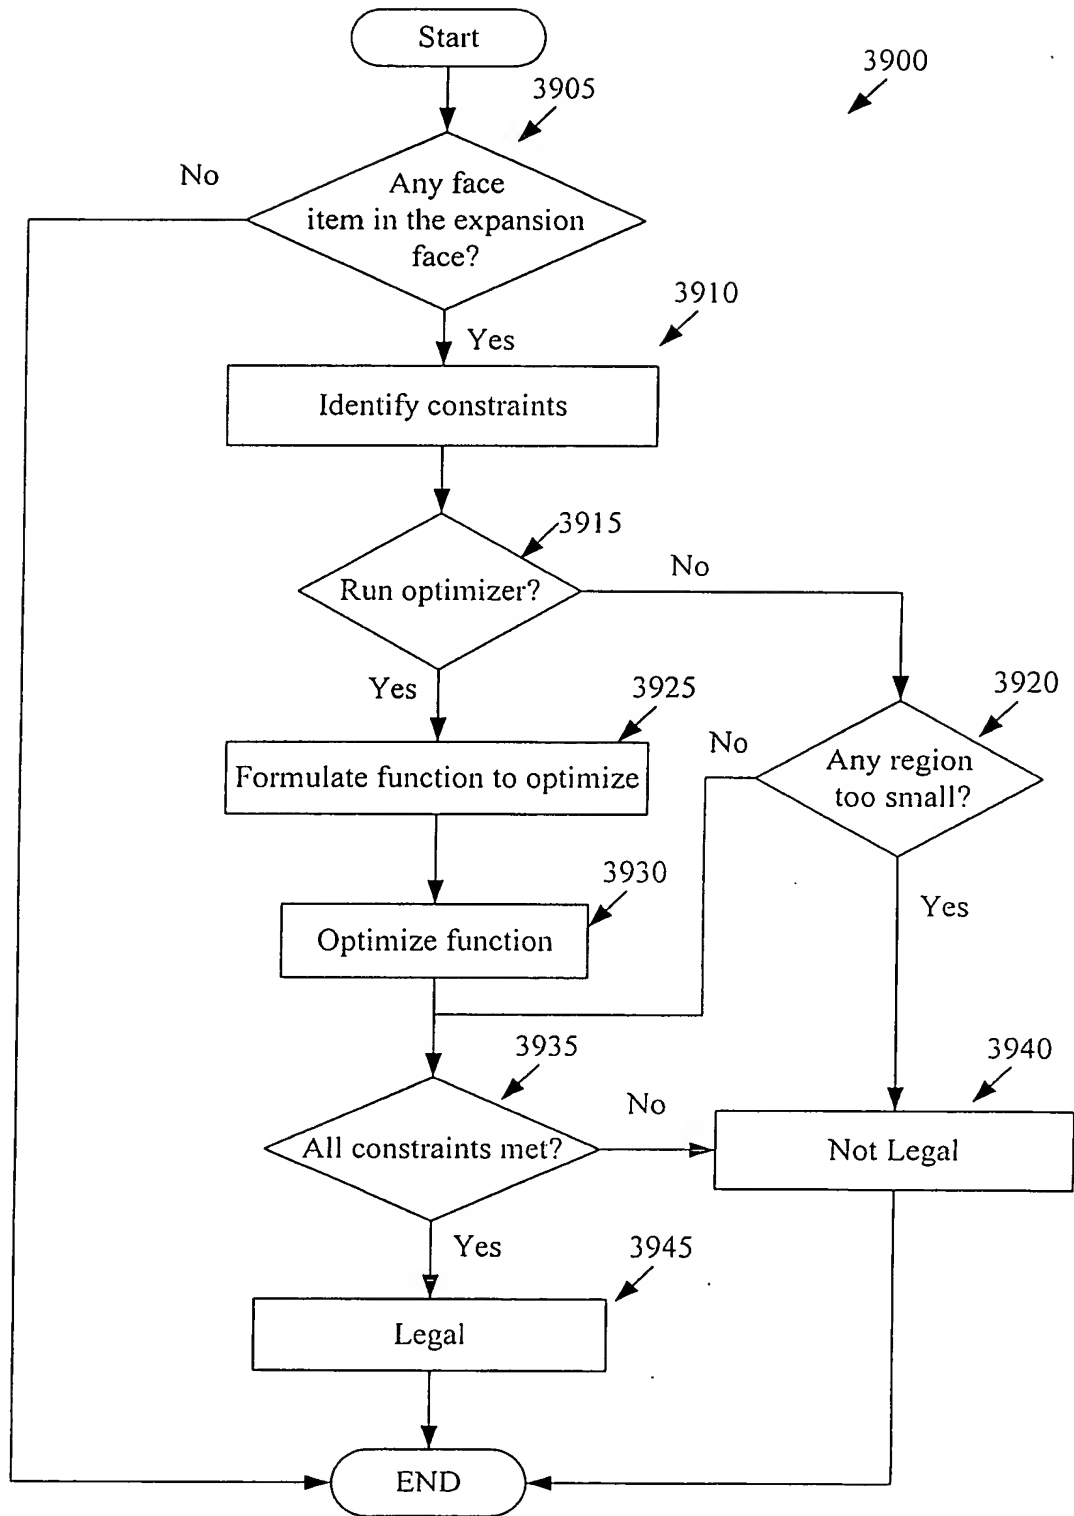 Start
3900
3905
No
Any face
item in the expansion
face?
3910
Yes
Identify constraints
3915
No
Run optimizer?
Yes
3925
3920
No
Any region
too small?
Formulate function to optimize
3930
Yes
Optimize function
3935
3940
No
All constraints met?
Not Legal
Yes
3945
Legal
END